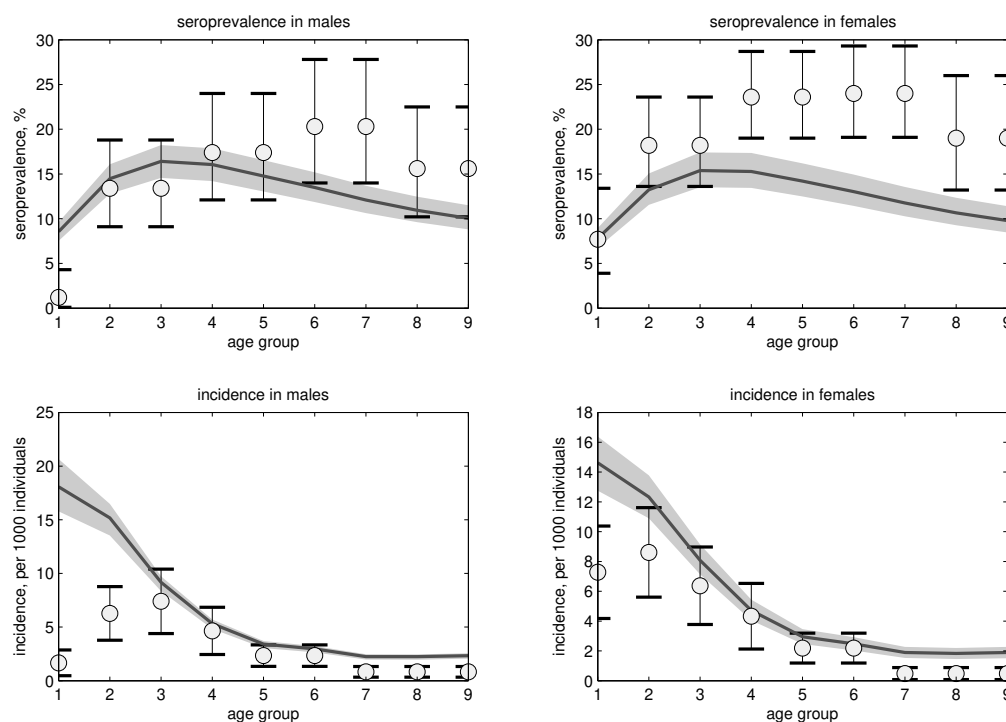 seroprevalence in males
seroprevalence, %
30
25
20
15
10
5
0
1 2 3 4 5 6 7 8 9
age group
seroprevalence in females
seroprevalence, %
30
25
20
15
10
5
0
1 2 3 4 5 6 7 8 9
age group
incidence in males
incidence, per 1000 individuals
25
20
15
10
5
0
1 2 3 4 5 6 7 8 9
age group
incidence in females
incidence, per 1000 individuals
18
16
14
12
10
8
6
4
2
0
1 2 3 4 5 6 7 8 9
age group